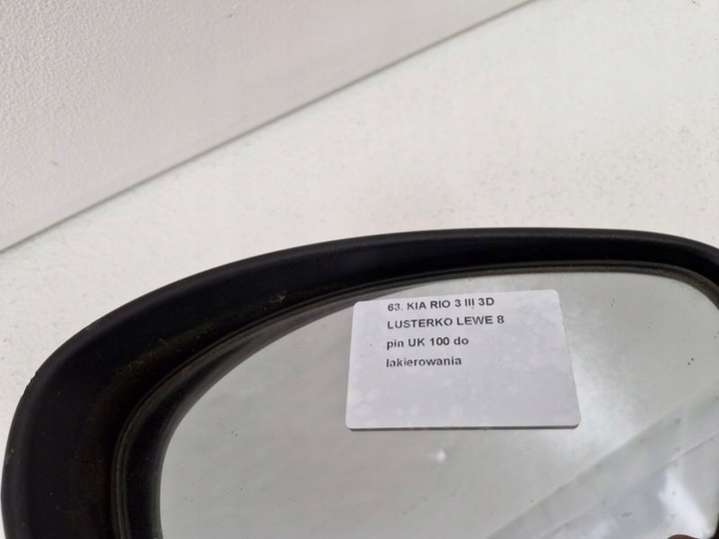 63. KIA RIO 3 III 3D
LUSTERKO LEWE 8
pin UK 100 do
lakierowania